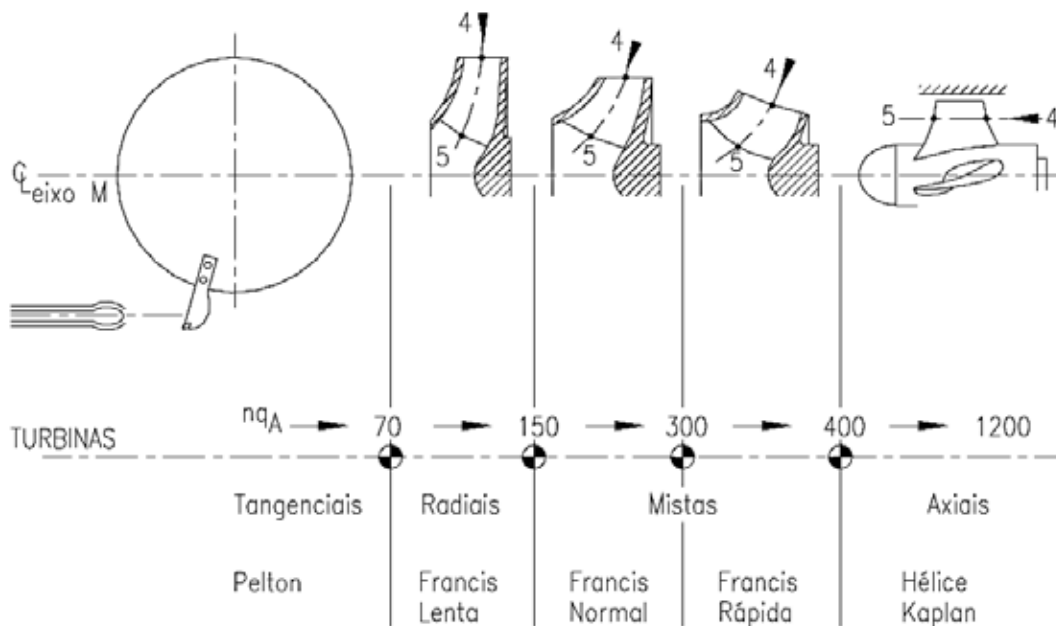 4
4
4
5
4
5
5
5
℄ eixo M
TURBINAS nqA 70 150 300 400 1200
Tangenciais Radiais Mistas Axiais
Pelton Francis Lenta Francis Normal Francis Rápida Hélice Kaplan